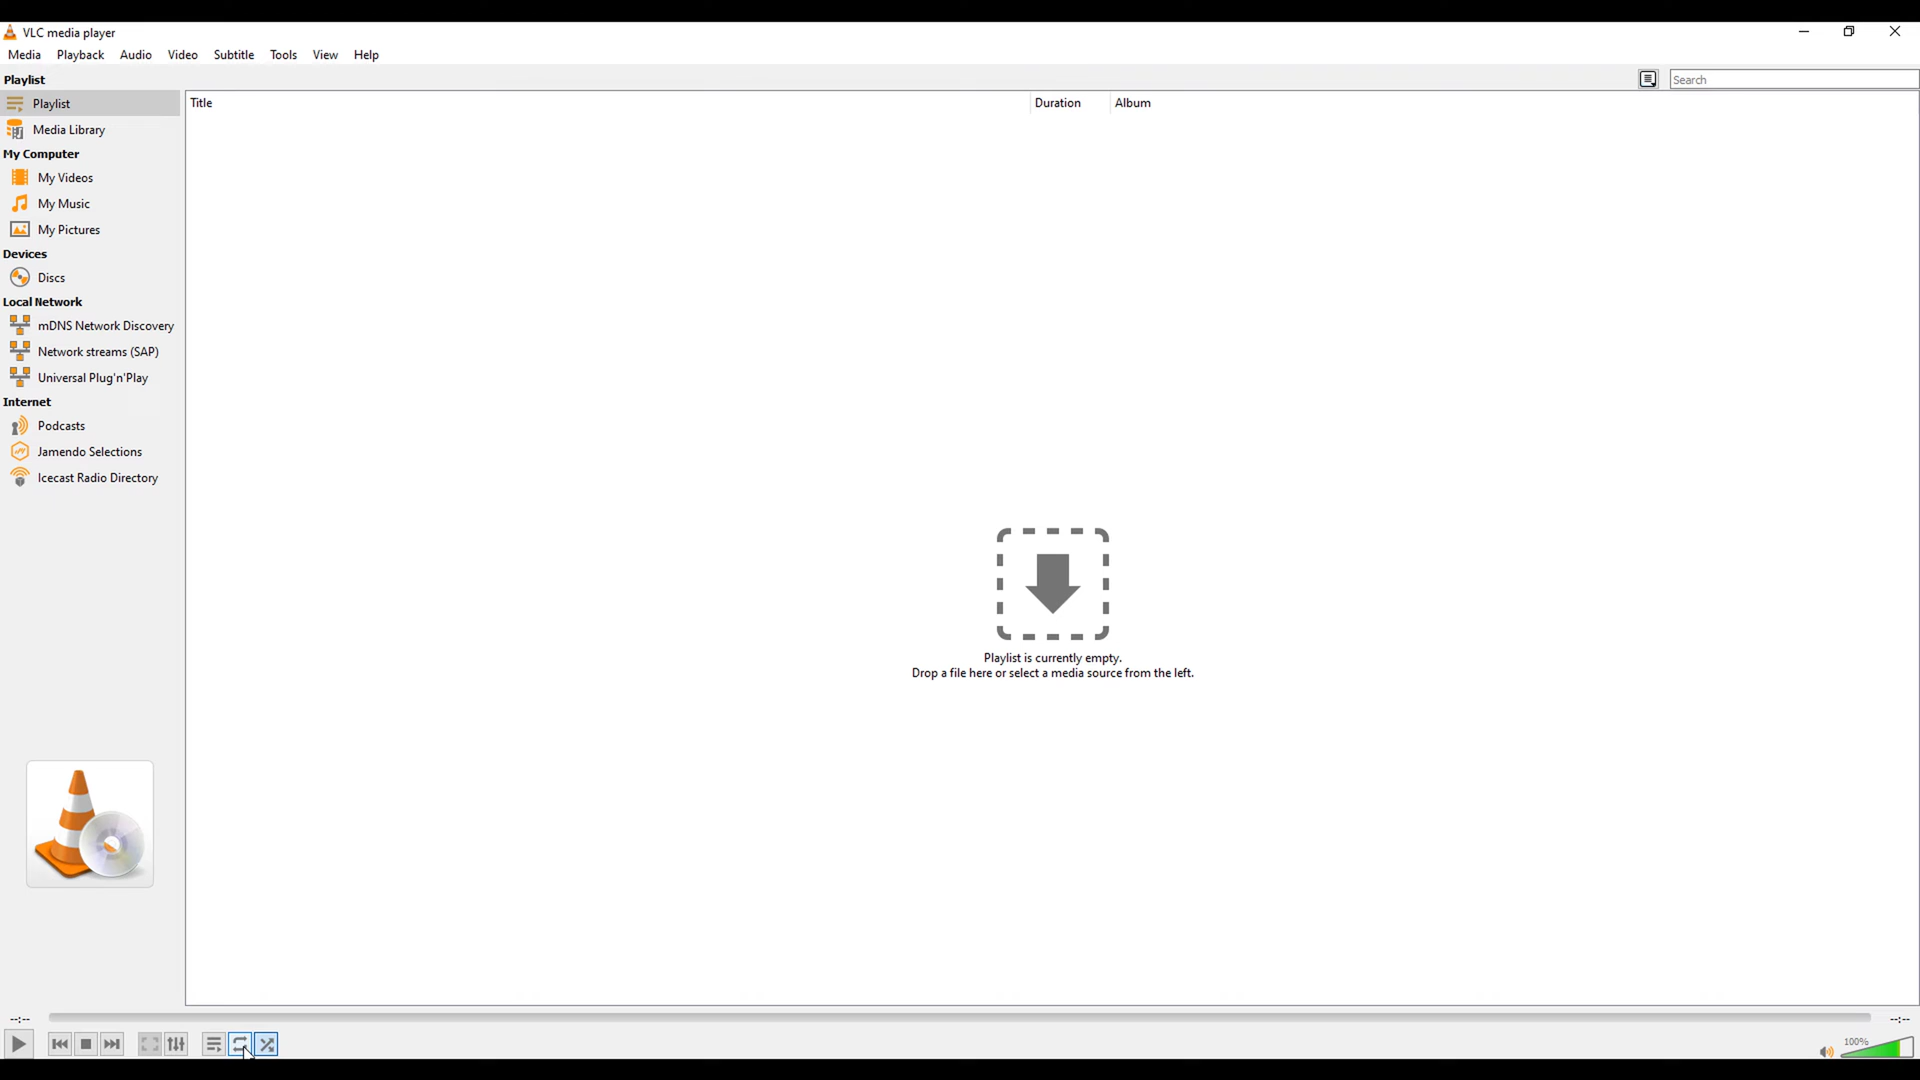 VLC media player
Media Playback Audio Video Subtitle Tools View Help
Playlist
Search
Playlist
Media Library
My Computer
My Videos
My Music
My Pictures
Devices
Discs
Local Network
mDNS Network Discovery
Network streams (SAP)
Universal Plug'n'Play
Internet
Podcasts
Jamendo Selections
Icecast Radio Directory
Title Duration Album
Playlist is currently empty.
Drop a file here or select a media source from the left.
--:-- --:--
100%